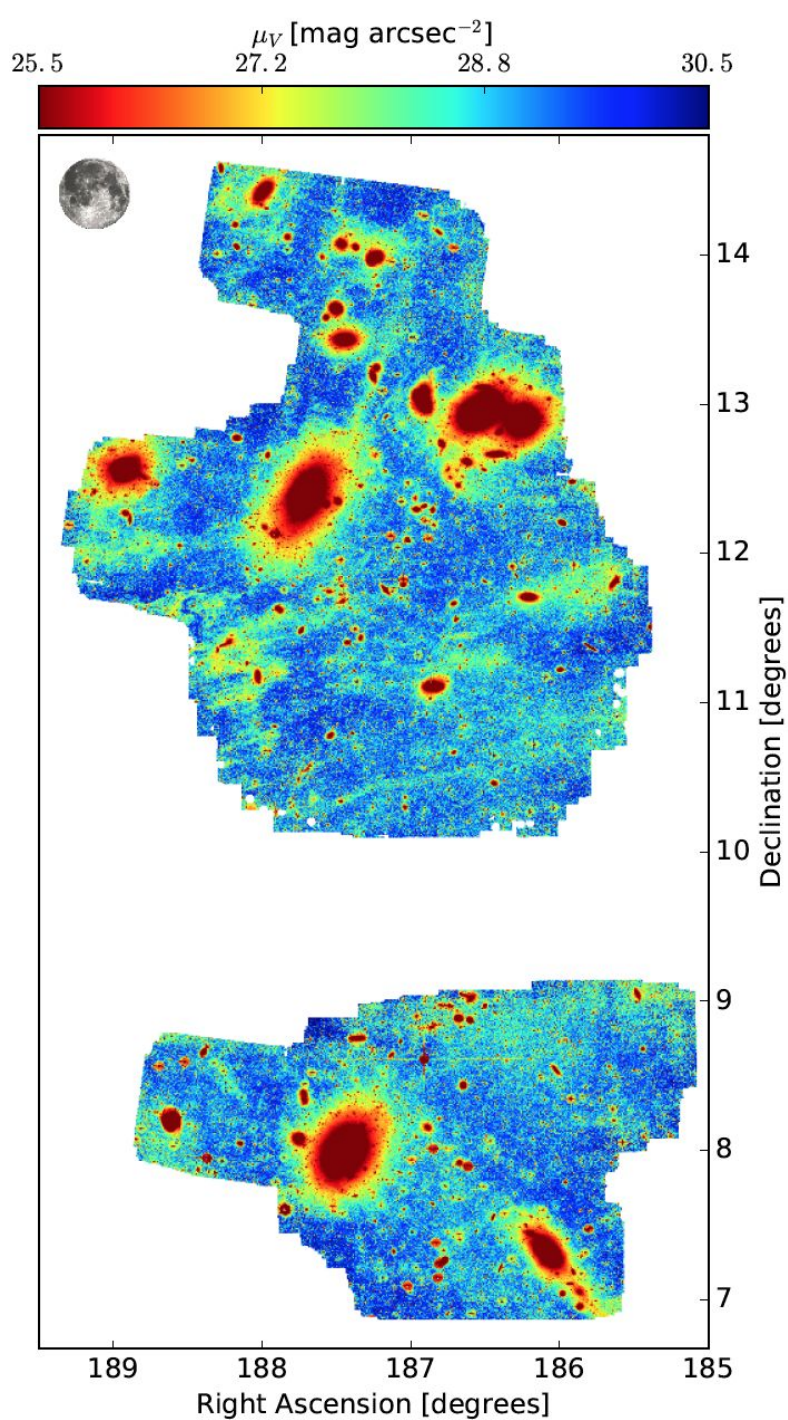 μ_V [mag arcsec⁻²]
25.5 27.2 28.8 30.5
14
13
12
11
10
9
8
7
Declination [degrees]
189 188 187 186 185
Right Ascension [degrees]